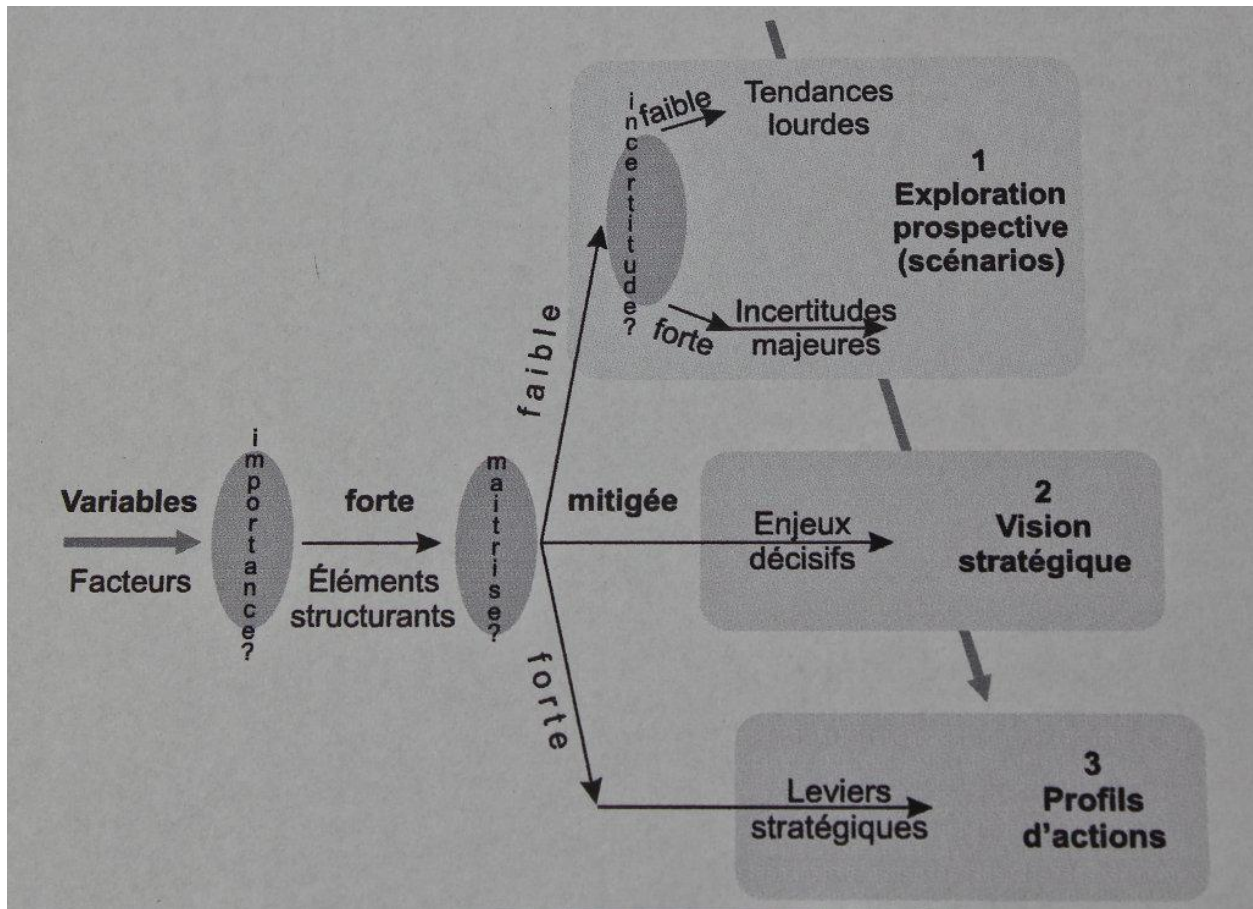 Variables
Facteurs
importance?
forte
Éléments
structurants
maitrise?
faible
incertitude?
faible
Tendances
lourdes
forte
Incertitudes
majeures
1
Exploration
prospective
(scénarios)
mitigée
Enjeux
décisifs
2
Vision
stratégique
forte
Leviers
stratégiques
3
Profils
d'actions